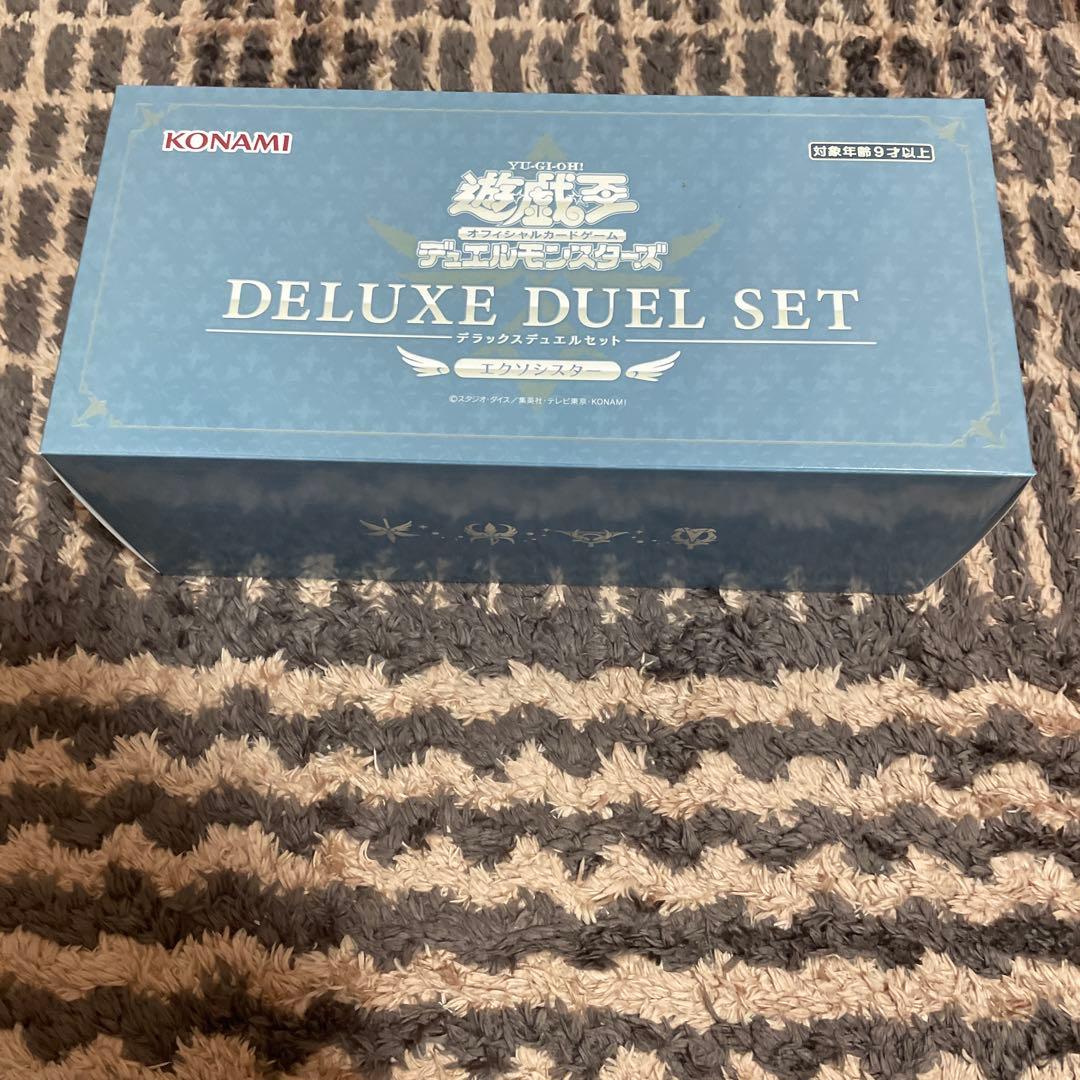 KONAMI
対象年齢9才以上
YU-GI-OH!
遊戯王
オフィシャルカードゲーム
デュエルモンスターズ
DELUXE DUEL SET
デラックスデュエルセット
エクソシスター
©スタジオ・ダイス/集英社・テレビ東京・KONAMI